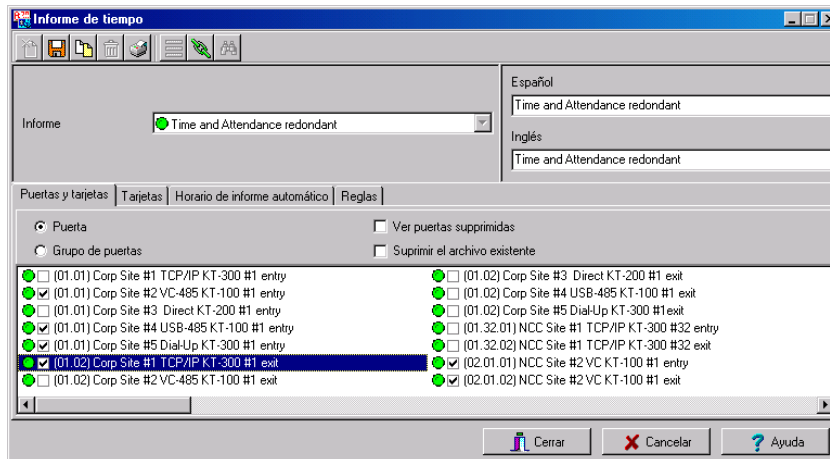 Informe de tiempo
Español
Time and Attendance redondant
Informe
Time and Attendance redondant
Inglés
Time and Attendance redondant
Puertas y tarjetas
Tarjetas
Horario de informe automático
Reglas
Puerta
Ver puertas supprimidas
Grupo de puertas
Suprimir el archivo existente
(01.01) Corp Site #1 TCP/IP KT-300 #1 entry
(01.01) Corp Site #2 VC-485 KT-100 #1 entry
(01.01) Corp Site #3 Direct KT-200 #1 entry
(01.01) Corp Site #4 USB-485 KT-100 #1 entry
(01.01) Corp Site #5 Dial-Up KT-300 #1 entry
(01.02) Corp Site #1 TCP/IP KT-300 #1 exit
(01.02) Corp Site #2 VC-485 KT-100 #1 exit
(01.02) Corp Site #3 Direct KT-200 #1 exit
(01.02) Corp Site #4 USB-485 KT-100 #1 exit
(01.02) Corp Site #5 Dial-Up KT-300 #1exit
(01.32.01) NCC Site #1 TCP/IP KT-300 #32 entry
(01.32.02) NCC Site #1 TCP/IP KT-300 #32 exit
(02.01.01) NCC Site #2 VC KT-100 #1 entry
(02.01.02) NCC Site #2 VC KT-100 #1 exit
Cerrar
Cancelar
Ayuda